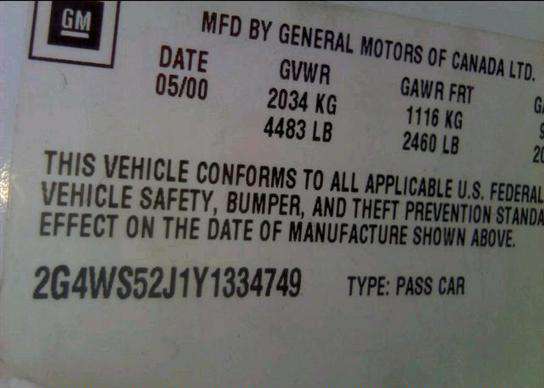 GM
MFD BY GENERAL MOTORS OF CANADA LTD.
DATE GVWR GAWR FRT
05/00 2034 KG 1116 KG
4483 LB 2460 LB
THIS VEHICLE CONFORMS TO ALL APPLICABLE U.S. FEDERAL
VEHICLE SAFETY, BUMPER, AND THEFT PREVENTION STANDA
EFFECT ON THE DATE OF MANUFACTURE SHOWN ABOVE.
2G4WS52J1Y1334749 TYPE: PASS CAR